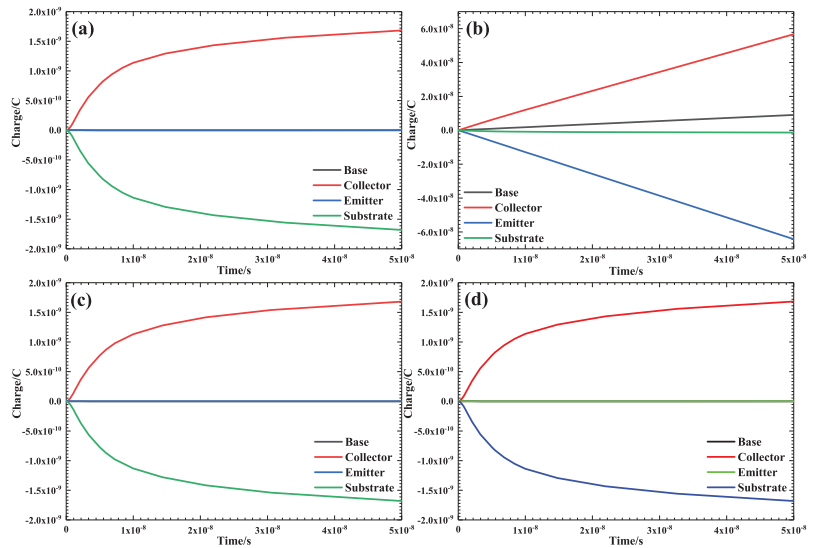 (a)
Charge/C
2.0x10⁻⁹
1.5x10⁻⁹
1.0x10⁻⁹
5.0x10⁻¹⁰
0.0
-5.0x10⁻¹⁰
-1.0x10⁻⁹
-1.5x10⁻⁹
-2.0x10⁻⁹
Base
Collector
Emitter
Substrate
0 1x10⁻⁸ 2x10⁻⁸ 3x10⁻⁸ 4x10⁻⁸ 5x10⁻⁸
Time/s
(b)
Charge/C
6.0x10⁻⁸
4.0x10⁻⁸
2.0x10⁻⁸
0.0
-2.0x10⁻⁸
-4.0x10⁻⁸
-6.0x10⁻⁸
Base
Collector
Emitter
Substrate
0 1x10⁻⁸ 2x10⁻⁸ 3x10⁻⁸ 4x10⁻⁸ 5x10⁻⁸
Time/s
(c)
Charge/C
2.0x10⁻⁹
1.5x10⁻⁹
1.0x10⁻⁹
5.0x10⁻¹⁰
0.0
-5.0x10⁻¹⁰
-1.0x10⁻⁹
-1.5x10⁻⁹
-2.0x10⁻⁹
Base
Collector
Emitter
Substrate
0 1x10⁻⁸ 2x10⁻⁸ 3x10⁻⁸ 4x10⁻⁸ 5x10⁻⁸
Time/s
(d)
Charge/C
2.0x10⁻⁹
1.5x10⁻⁹
1.0x10⁻⁹
5.0x10⁻¹⁰
0.0
-5.0x10⁻¹⁰
-1.0x10⁻⁹
-1.5x10⁻⁹
-2.0x10⁻⁹
Base
Collector
Emitter
Substrate
0 1x10⁻⁸ 2x10⁻⁸ 3x10⁻⁸ 4x10⁻⁸ 5x10⁻⁸
Time/s